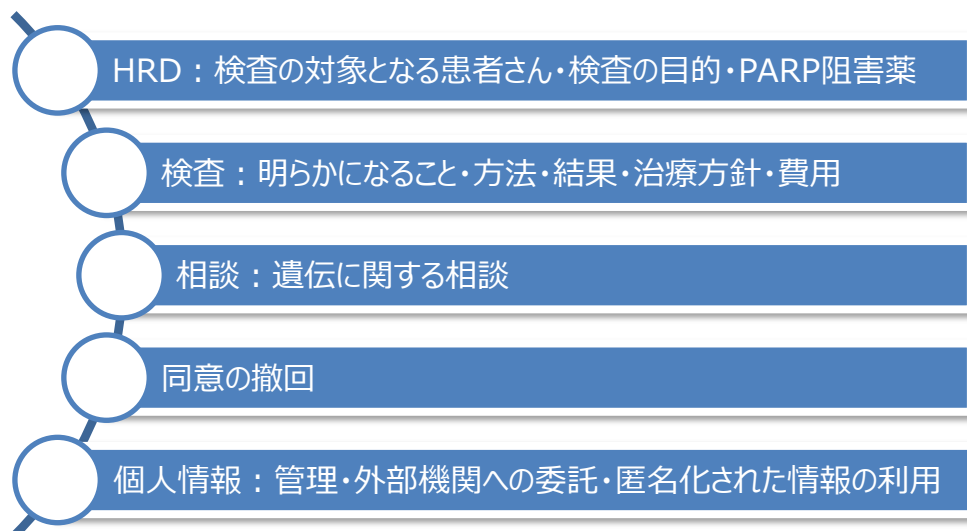 HRD：検査の対象となる患者さん・検査の目的・PARP阻害薬
検査：明らかになること・方法・結果・治療方針・費用
相談：遺伝に関する相談
同意の撤回
個人情報：管理・外部機関への委託・匿名化された情報の利用